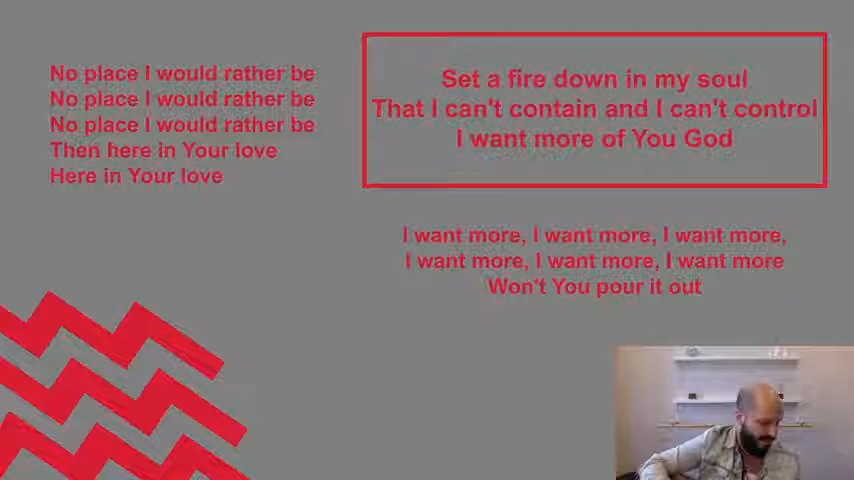 No place I would rather be
No place I would rather be
No place I would rather be
Then here in Your love
Here in Your love
Set a fire down in my soul
That I can't contain and I can't control
I want more of You God
I want more, I want more, I want more,
I want more, I want more, I want more
Won't You pour it out